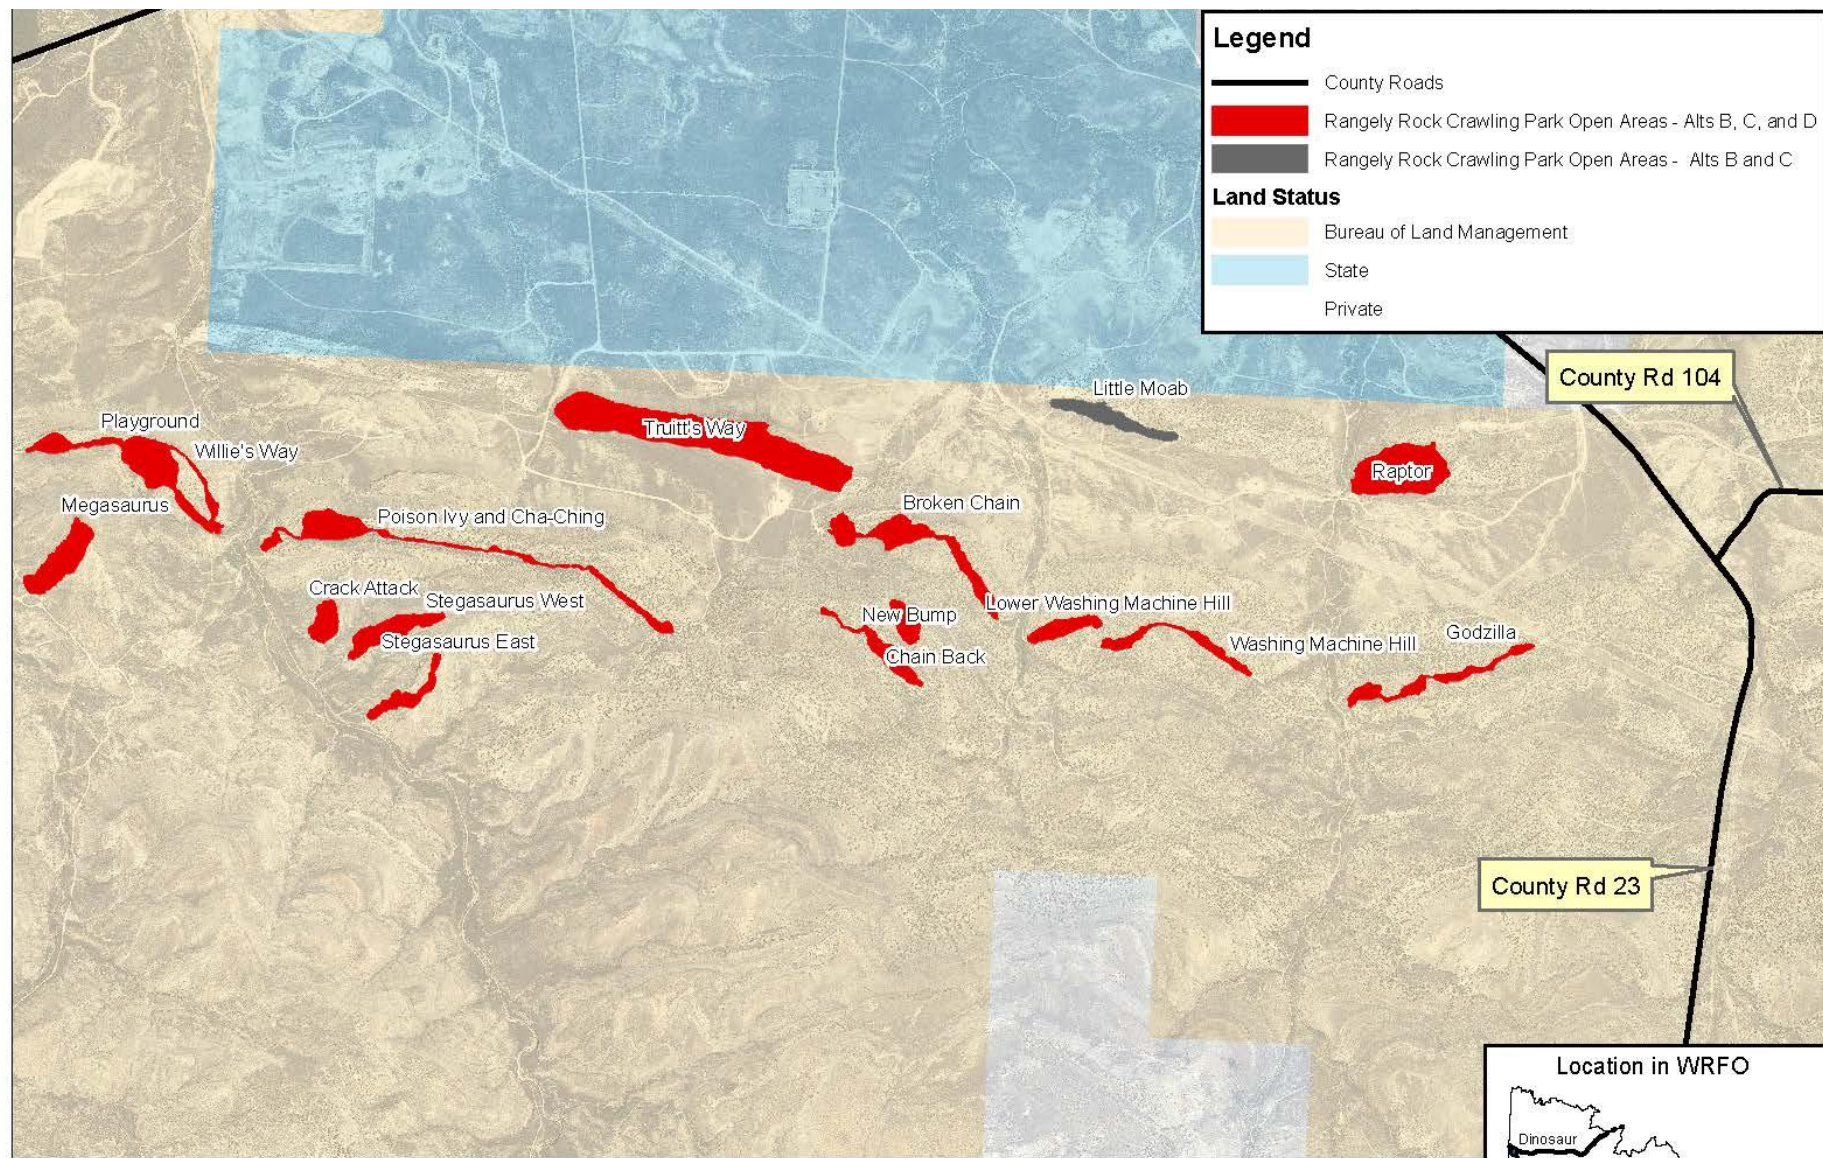 Legend
County Roads
Rangely Rock Crawling Park Open Areas - Alts B, C, and D
Rangely Rock Crawling Park Open Areas - Alts B and C
Land Status
Bureau of Land Management
State
Private
County Rd 104
Little Moab
Playground
Truitt's Way
Willie's Way
Raptor
Megasaurus
Broken Chain
Poison Ivy and Cha-Ching
Crack Attack
Stegasaurus West
Lower Washing Machine Hill
New Bump
Stegasaurus East
Godzilla
Washing Machine Hill
Chain Back
County Rd 23
Location in WRFO
Dinosaur